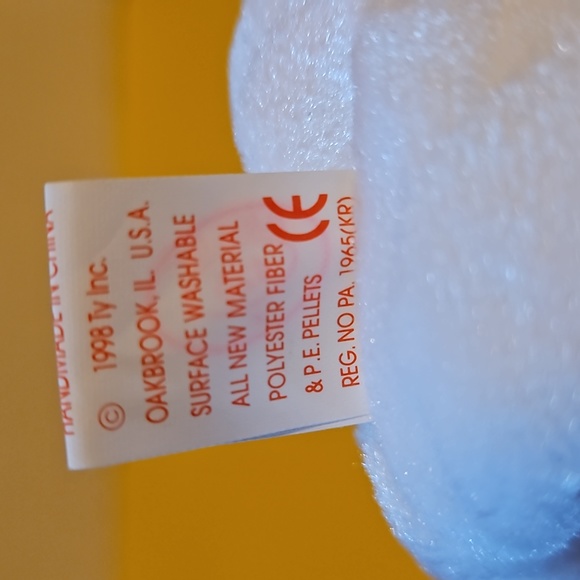 HANDMADE IN CHINA
© 1998 Ty Inc.
OAKBROOK, IL. U.S.A.
SURFACE WASHABLE
ALL NEW MATERIAL
POLYESTER FIBER
& P.E. PELLETS CE
REG. NO PA. 1965(KR)